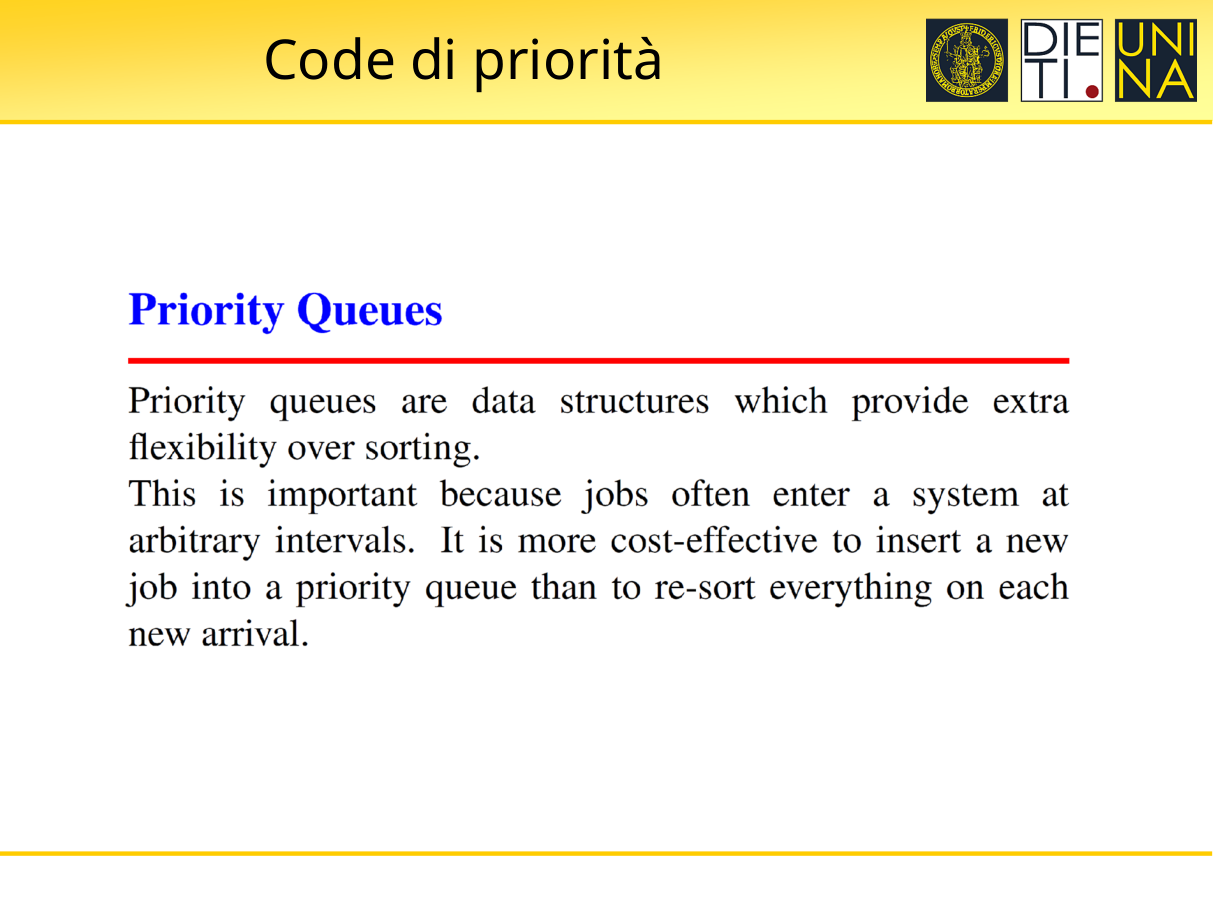 Code di priorità
DIE UNI
TI. NA
Priority Queues
Priority queues are data structures which provide extra
flexibility over sorting.
This is important because jobs often enter a system at
arbitrary intervals. It is more cost-effective to insert a new
job into a priority queue than to re-sort everything on each
new arrival.